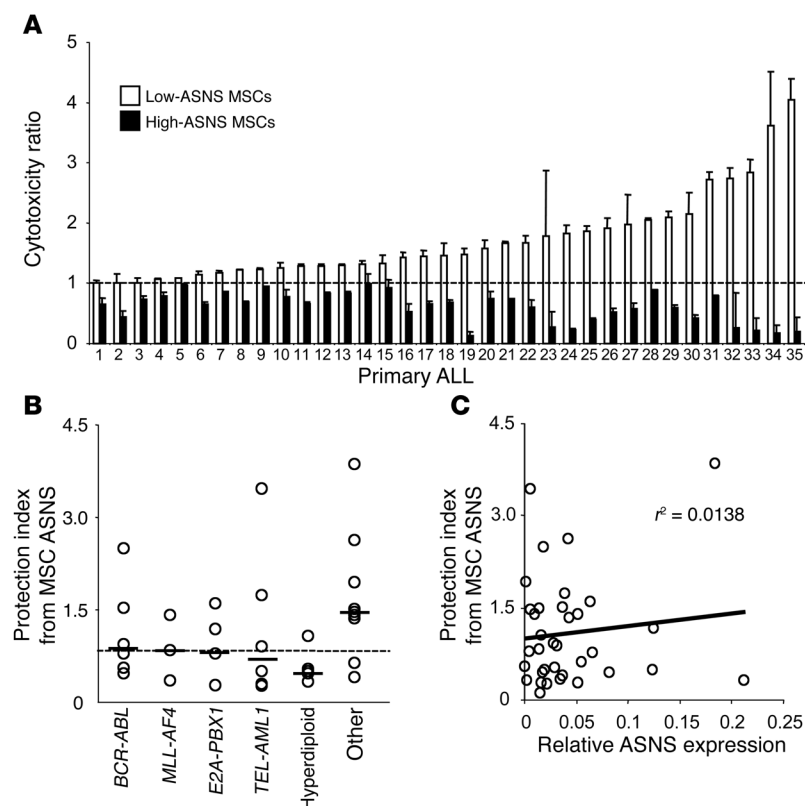 A
5
4
3
2
1
0
Cytotoxicity ratio
Low-ASNS MSCs
High-ASNS MSCs
1 2 3 4 5 6 7 8 9 10 11 12 13 14 15 16 17 18 19 20 21 22 23 24 25 26 27 28 29 30 31 32 33 34 35
Primary ALL
B
4.5
3.0
1.5
0
Protection index
from MSC ASNS
BCR-ABL
MLL-AF4
E2A-PBX1
TEL-AML1
Hyperdiploid
Other
C
4.5
3.0
1.5
0
Protection index
from MSC ASNS
r² = 0.0138
0 0.05 0.1 0.15 0.2 0.25
Relative ASNS expression